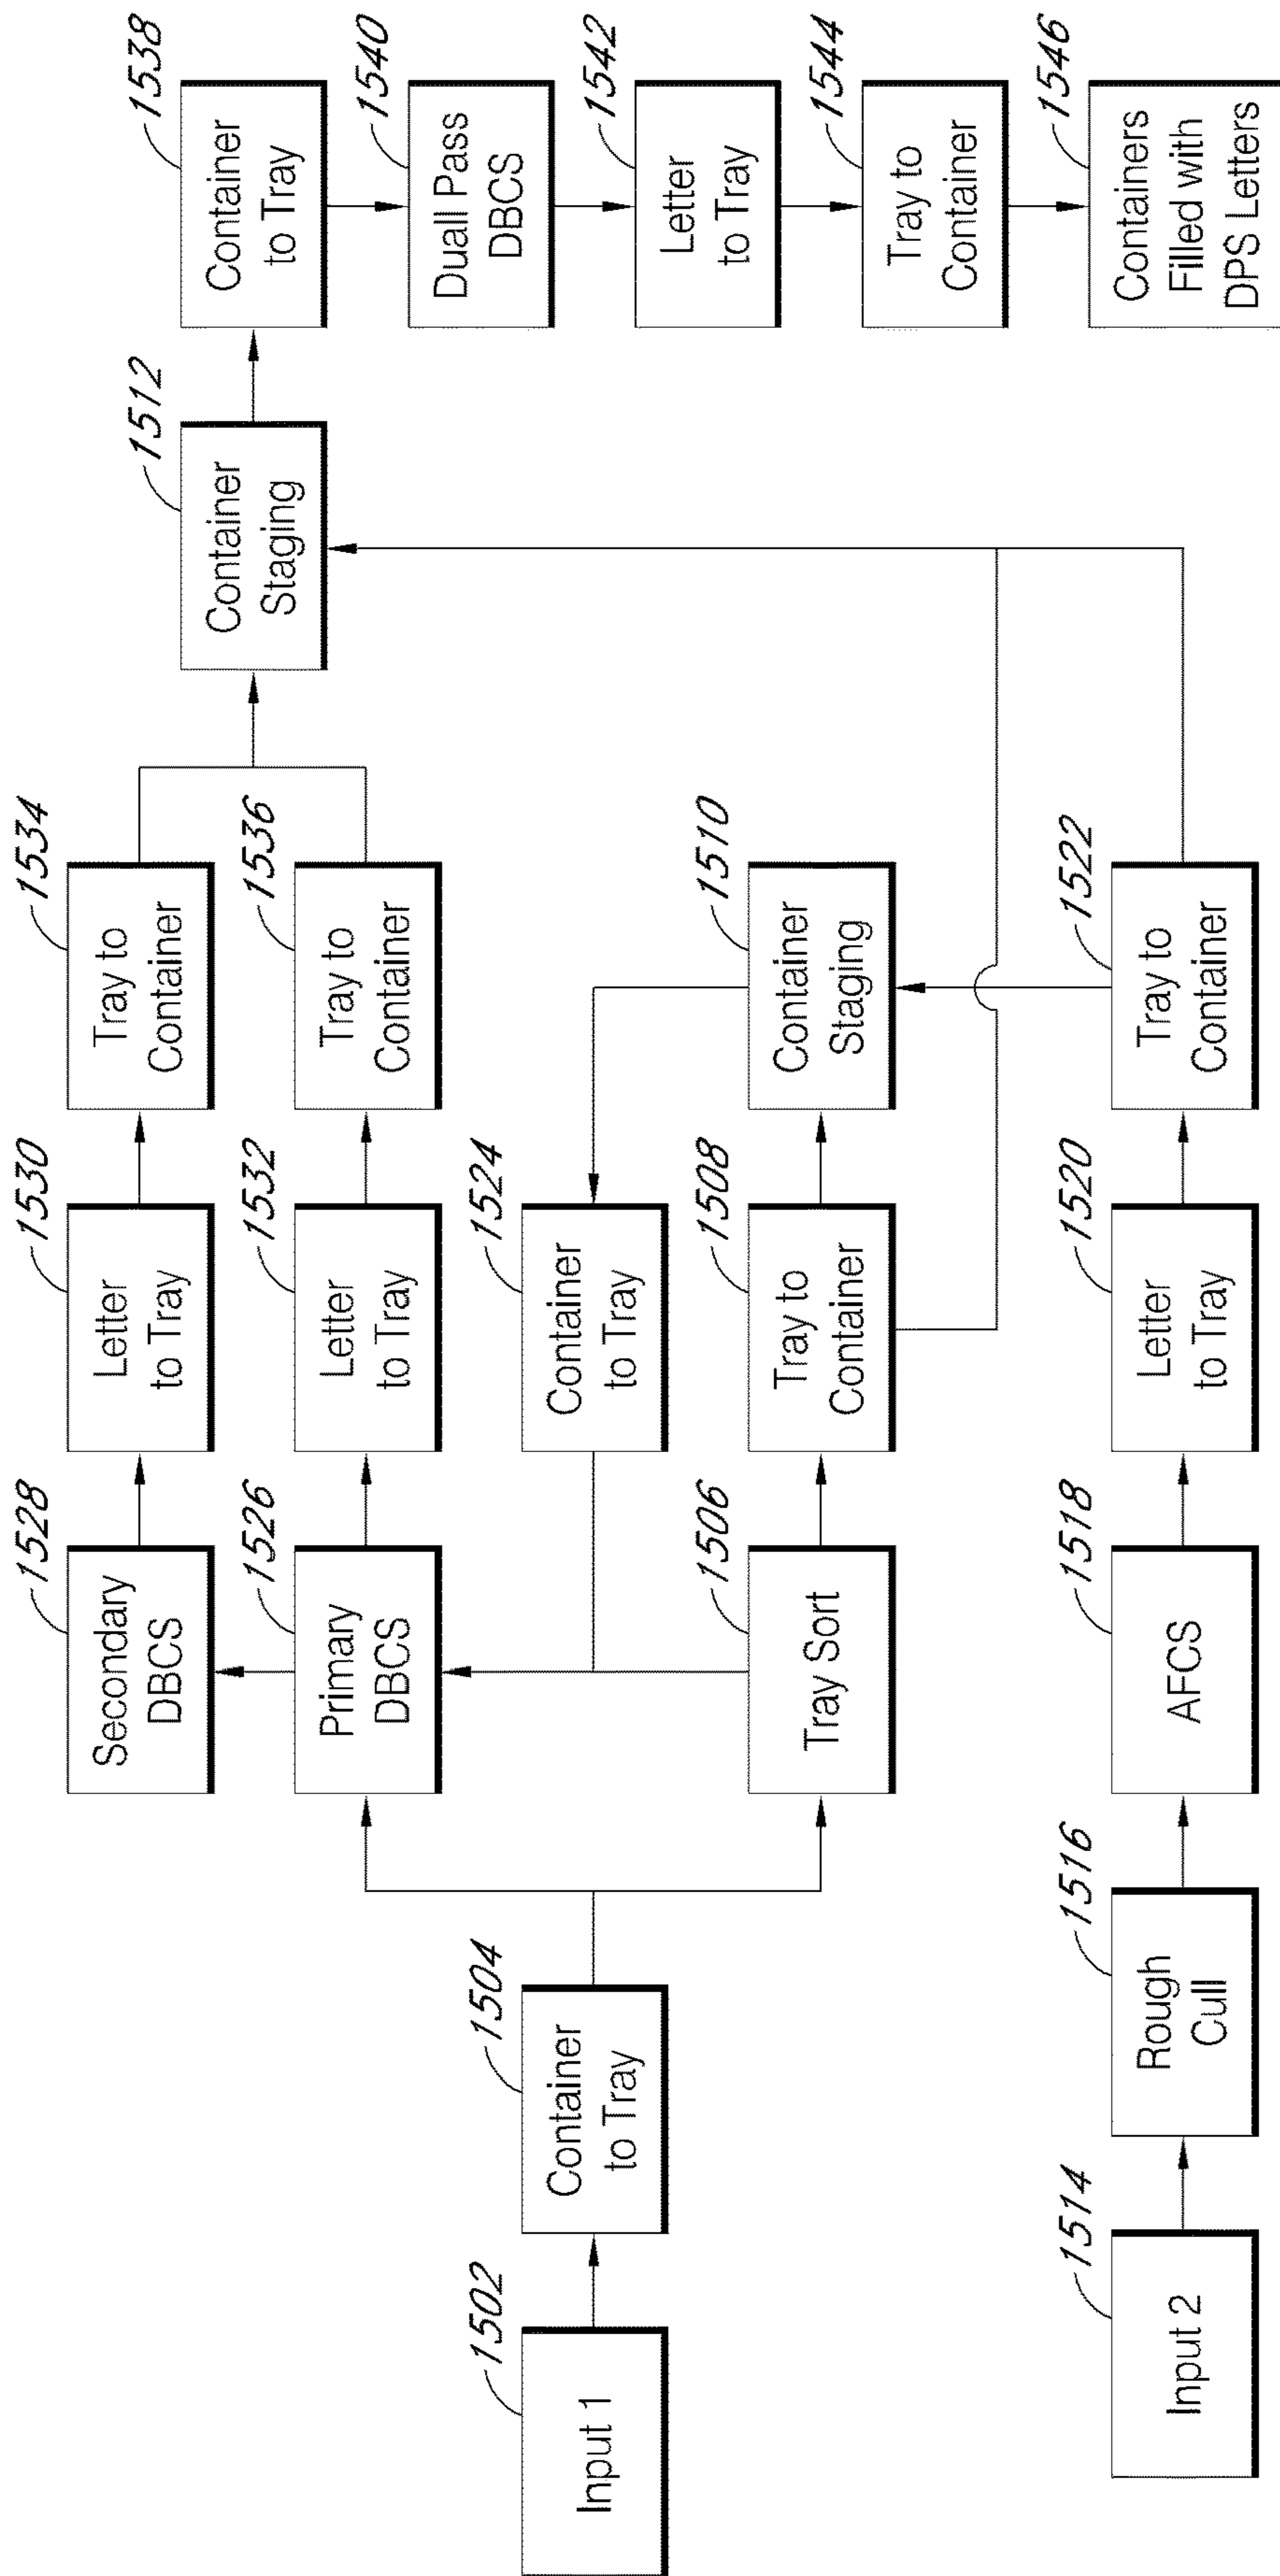 1502
Input 1
1504
Container
to Tray
1528
Secondary
DBCS
1530
Letter
to Tray
1534
Tray to
Container
1526
Primary
DBCS
1532
Letter
to Tray
1536
Tray to
Container
1524
Container
to Tray
1506
Tray Sort
1508
Tray to
Container
1510
Container
Staging
1514
Input 2
1516
Rough
Cull
1518
AFCS
1520
Letter
to Tray
1522
Tray to
Container
1512
Container
Staging
1538
Container
to Tray
1540
Duall Pass
DBCS
1542
Letter
to Tray
1544
Tray to
Container
1546
Containers
Filled with
DPS Letters